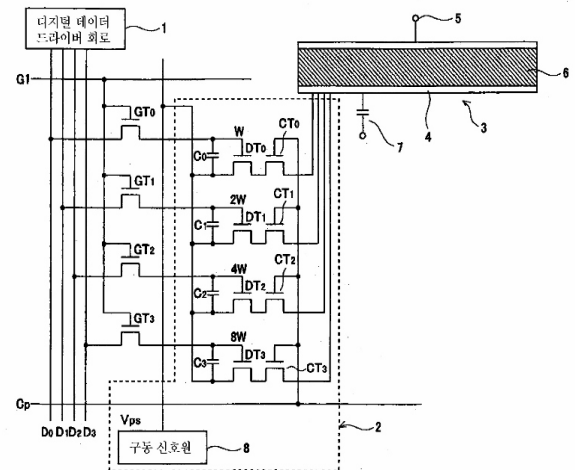 디지털 데이터
드라이버 회로
1
5
G1
6
GT0
W
CT0
4
3
C0
DT0
7
GT1
2W
CT1
C1
DT1
GT2
4W
CT2
C2
DT2
GT3
8W
C3
DT3
CT3
Cp
D0 D1 D2 D3
Vps
2
구동 신호원
8